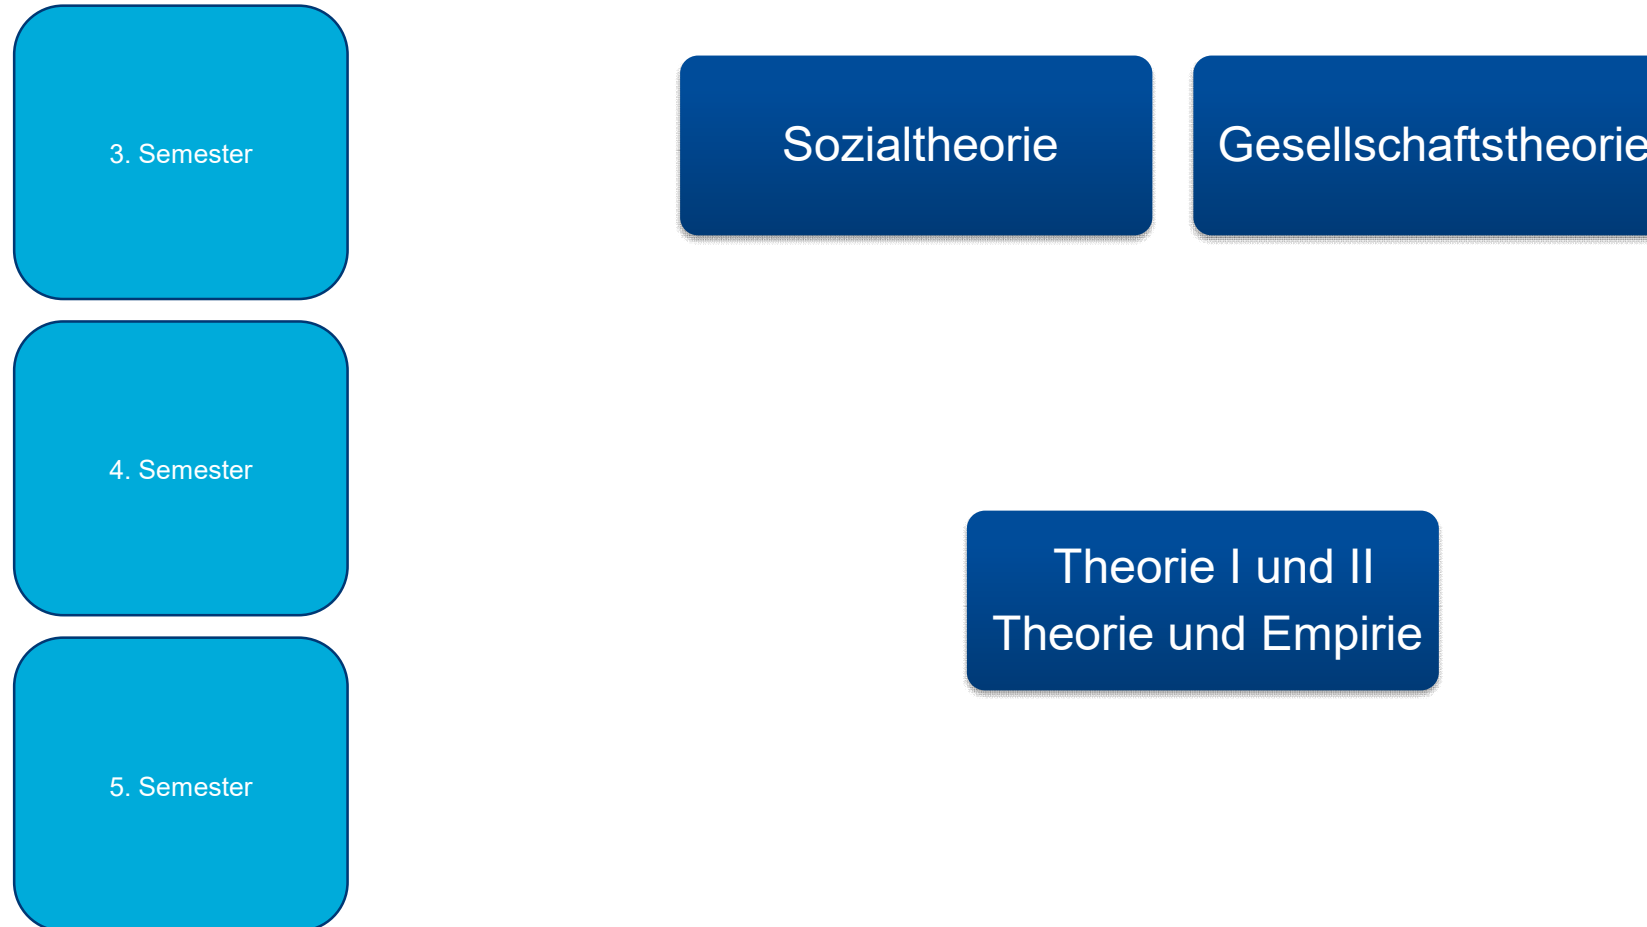 3. Semester
Sozialtheorie
Gesellschaftstheorie
4. Semester
Theorie I und II
Theorie und Empirie
5. Semester